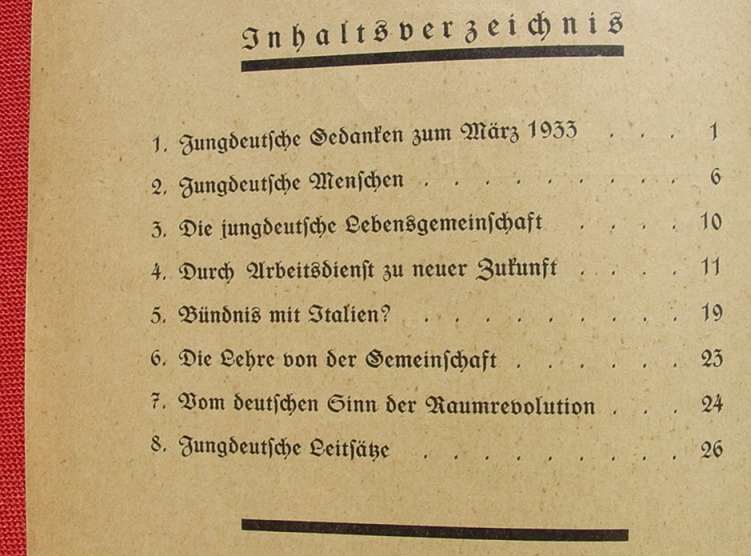 Inhaltsverzeichnis
1. Jungdeutsche Gedanken zum März 1933 . . . 1
2. Jungdeutsche Menschen . . . . . . . . . 6
3. Die jungdeutsche Lebensgemeinschaft . . . . 10
4. Durch Arbeitsdienst zu neuer Zukunft . . . . 11
5. Bündnis mit Italien? . . . . . . . . . 19
6. Die Lehre von der Gemeinschaft . . . . . . 23
7. Vom deutschen Sinn der Raumrevolution . . . 24
8. Jungdeutsche Leitsätze . . . . . . . . . 26